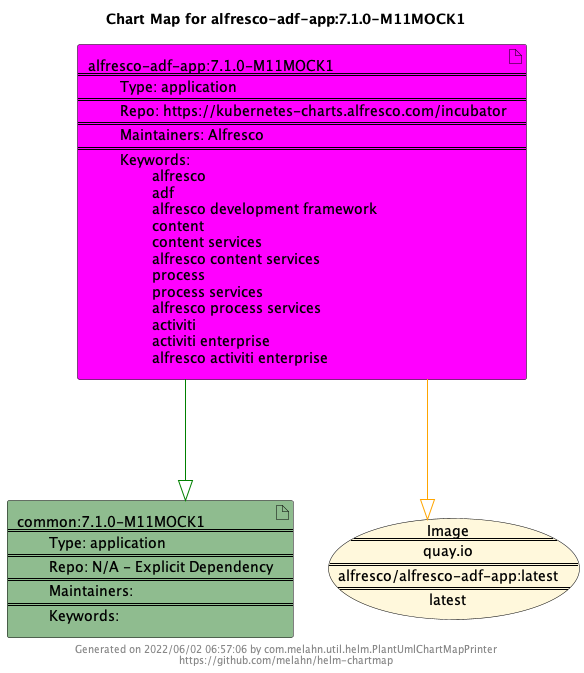 Chart Map for alfresco-adf-app:7.1.0-M11MOCK1
alfresco-adf-app:7.1.0-M11MOCK1
Type: application
Repo: https://kubernetes-charts.alfresco.com/incubator
Maintainers: Alfresco
Keywords:
alfresco
adf
alfresco development framework
content
content services
alfresco content services
process
process services
alfresco process services
activiti
activiti enterprise
alfresco activiti enterprise
common:7.1.0-M11MOCK1
Type: application
Repo: N/A - Explicit Dependency
Maintainers:
Keywords:
Image
quay.io
alfresco/alfresco-adf-app:latest
latest
Generated on 2022/06/02 06:57:06 by com.melahn.util.helm.PlantUmlChartMapPrinter
https://github.com/melahn/helm-chartmap